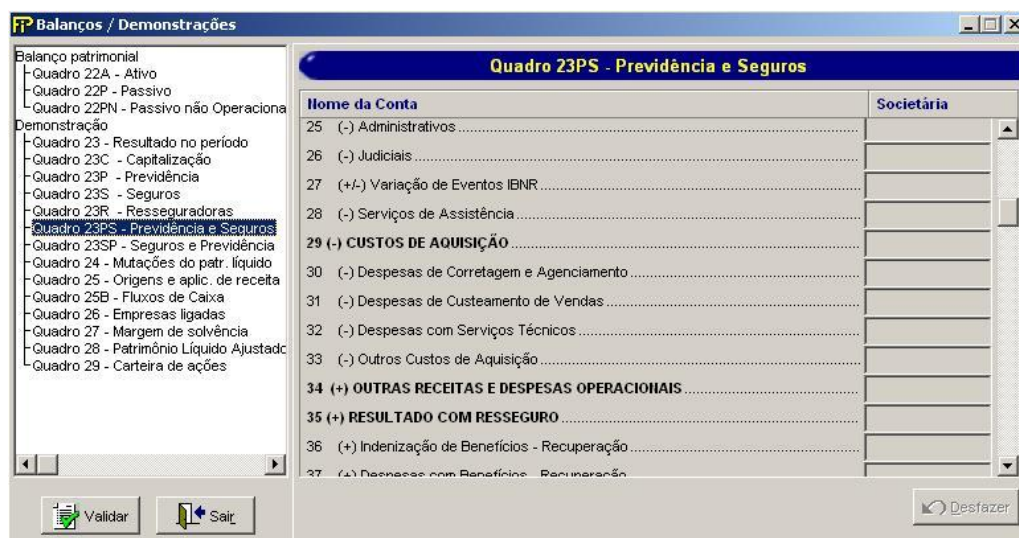 FIP Balanços / Demonstrações
Balanço patrimonial
Quadro 22A - Ativo
Quadro 22P - Passivo
Quadro 22PN - Passivo não Operaciona
Demonstração
Quadro 23 - Resultado no período
Quadro 23C - Capitalização
Quadro 23P - Previdência
Quadro 23S - Seguros
Quadro 23R - Resseguradoras
Quadro 23PS - Previdência e Seguros
Quadro 23SP - Seguros e Previdência
Quadro 24 - Mutações do patr. líquido
Quadro 25 - Origens e aplic. de receita
Quadro 25B - Fluxos de Caixa
Quadro 26 - Empresas ligadas
Quadro 27 - Margem de solvência
Quadro 28 - Patrimônio Líquido Ajustado
Quadro 29 - Carteira de ações
Validar
Sair
Quadro 23PS - Previdência e Seguros
Nome da Conta Societária
25 (-) Administrativos
26 (-) Judiciais
27 (+/-) Variação de Eventos IBNR
28 (-) Serviços de Assistência
29 (-) CUSTOS DE AQUISIÇÃO
30 (-) Despesas de Corretagem e Agenciamento
31 (-) Despesas de Custeamento de Vendas
32 (-) Despesas com Serviços Técnicos
33 (-) Outros Custos de Aquisição
34 (+) OUTRAS RECEITAS E DESPESAS OPERACIONAIS
35 (+) RESULTADO COM RESSEGURO
36 (+) Indenização de Benefícios - Recuperação
37 (+) Despesas com Benefícios - Recuperação
Desfazer